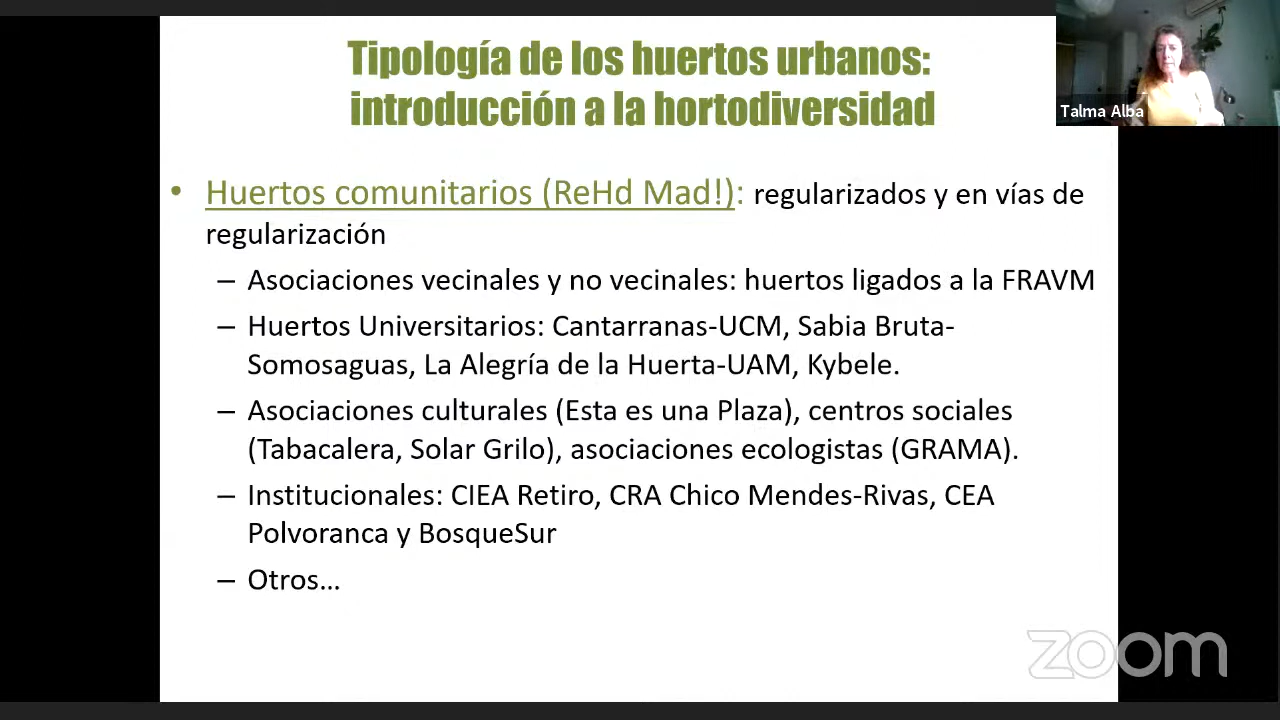 Tipología de los huertos urbanos:
introducción a la hortodiversidad
Talma Alba
• Huertos comunitarios (ReHd Mad!): regularizados y en vías de
regularización
– Asociaciones vecinales y no vecinales: huertos ligados a la FRAVM
– Huertos Universitarios: Cantarranas-UCM, Sabia Bruta-
Somosaguas, La Alegría de la Huerta-UAM, Kybele.
– Asociaciones culturales (Esta es una Plaza), centros sociales
(Tabacalera, Solar Grilo), asociaciones ecologistas (GRAMA).
– Institucionales: CIEA Retiro, CRA Chico Mendes-Rivas, CEA
Polvoranca y BosqueSur
– Otros...
zoom